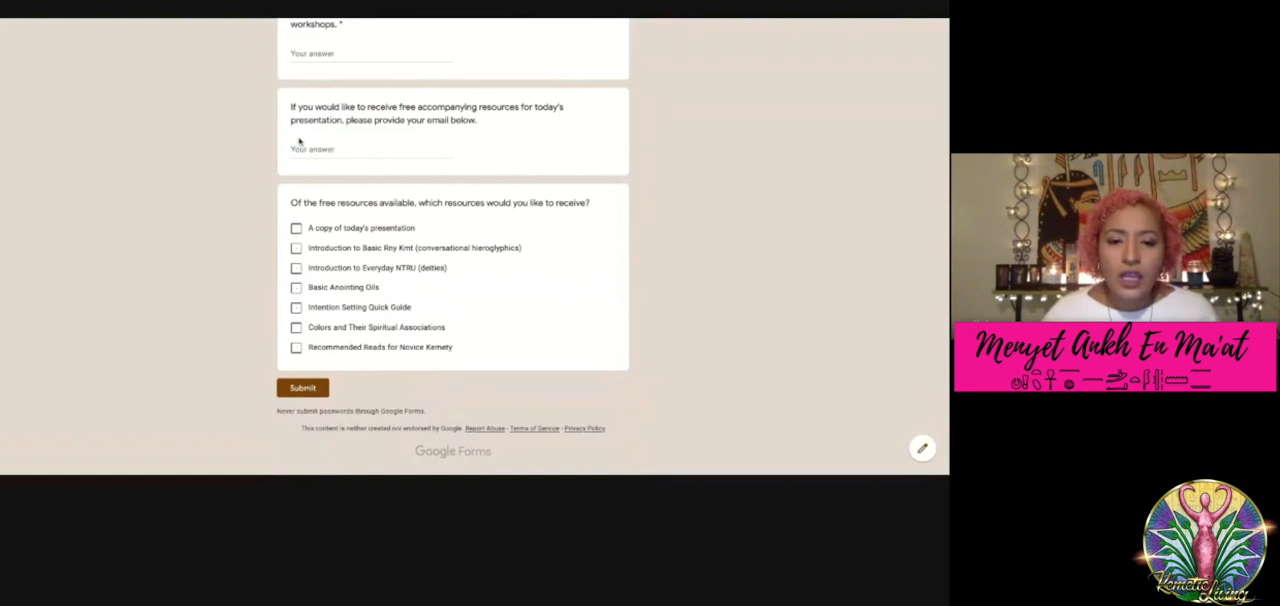 workshops. *
Your answer
If you would like to receive free accompanying resources for today's
presentation, please provide your email below.
Your answer
Of the free resources available, which resources would you like to receive?
A copy of today's presentation
Introduction to Basic Rny Kmt (conversational hieroglyphics)
Introduction to Everyday NTRU (deities)
Basic Anointing Oils
Intention Setting Quick Guide
Colors and Their Spiritual Associations
Recommended Reads for Novice Kemety
Submit
Never submit passwords through Google Forms.
This content is neither created nor endorsed by Google. Report Abuse - Terms of Service - Privacy Policy
Google Forms
Menyet Ankh En Ma'at
Kemetic Living